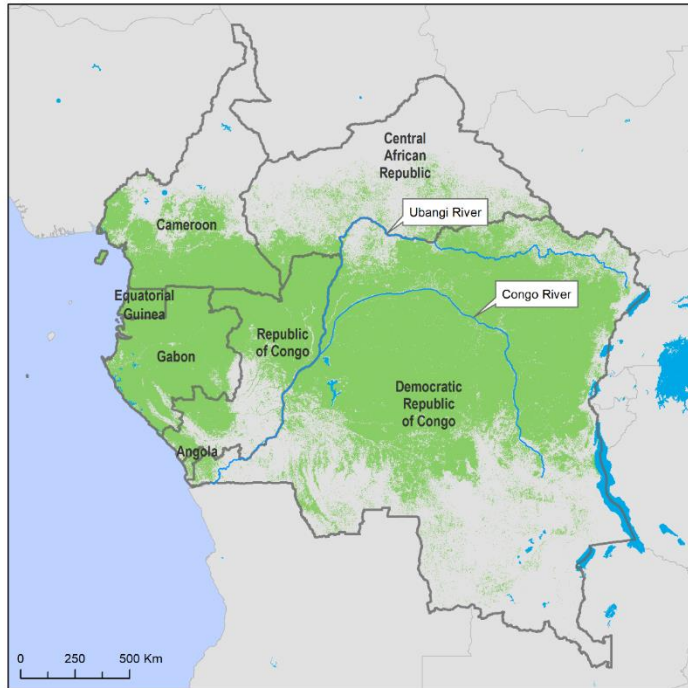 Central
African
Republic
Ubangi River
Cameroon
Congo River
Equatorial
Guinea
Republic
of Congo
Gabon
Democratic
Republic
of Congo
Angola
0 250 500 Km